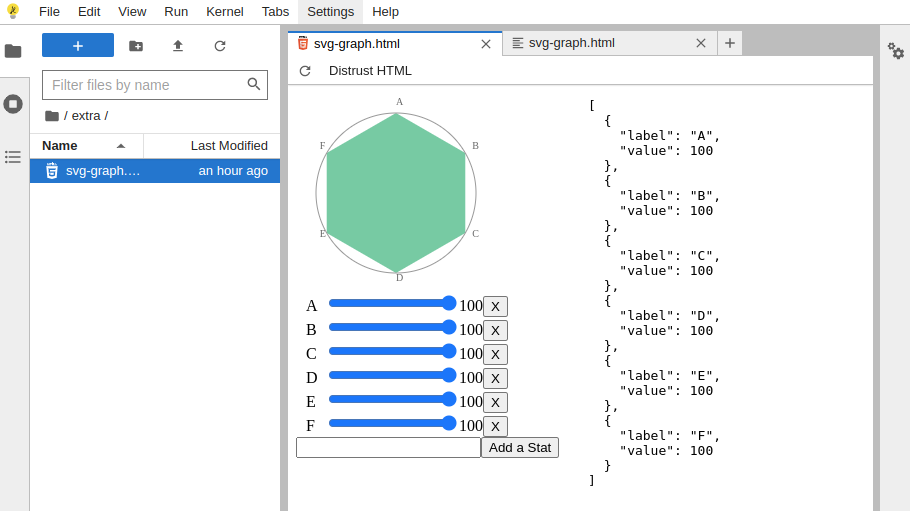 File Edit View Run Kernel Tabs Settings Help
Filter files by name
/ extra /
Name Last Modified
svg-graph.... an hour ago
svg-graph.html
svg-graph.html
Distrust HTML
A
F B
E C
D
A 100 X
B 100 X
C 100 X
D 100 X
E 100 X
F 100 X
Add a Stat
[
{
"label": "A",
"value": 100
},
{
"label": "B",
"value": 100
},
{
"label": "C",
"value": 100
},
{
"label": "D",
"value": 100
},
{
"label": "E",
"value": 100
},
{
"label": "F",
"value": 100
}
]